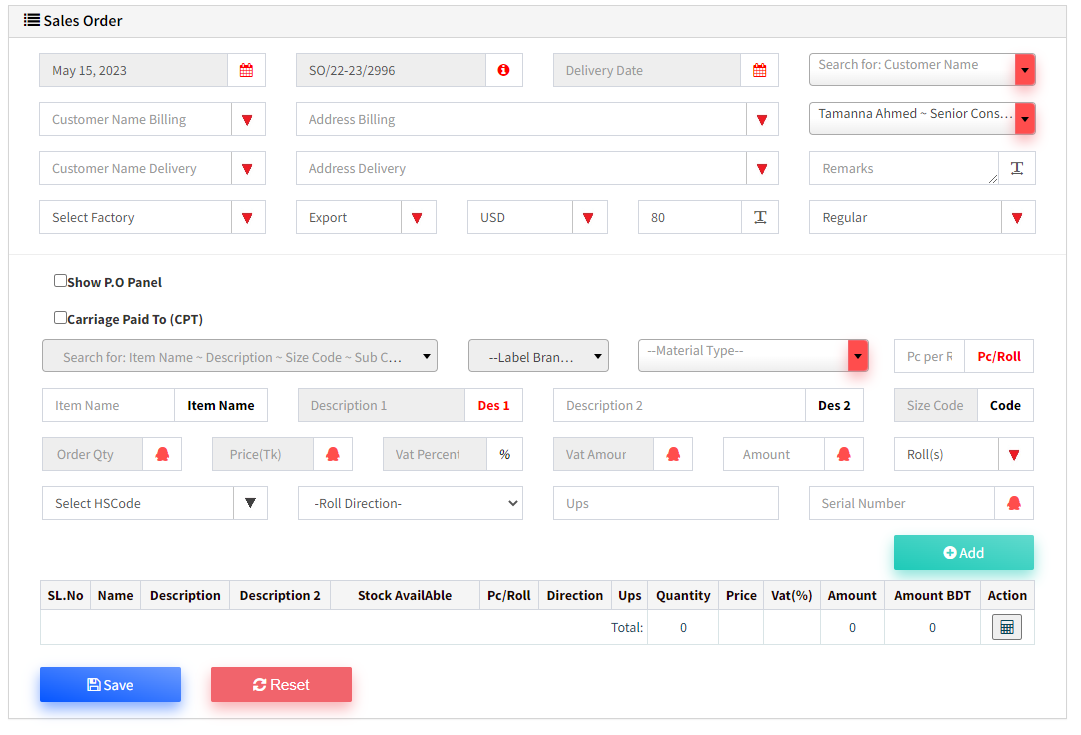 Sales Order
May 15, 2023 SO/22-23/2996 Delivery Date Search for: Customer Name
Customer Name Billing Address Billing Tamanna Ahmed ~ Senior Cons...
Customer Name Delivery Address Delivery Remarks
Select Factory Export USD 80 Regular
Show P.O Panel
Carriage Paid To (CPT)
Search for: Item Name ~ Description ~ Size Code ~ Sub C... --Label Bran... --Material Type-- Pc per R Pc/Roll
Item Name Item Name Description 1 Des 1 Description 2 Des 2 Size Code Code
Order Qty Price(Tk) Vat Percent % Vat Amour Amount Roll(s)
Select HSCode -Roll Direction- Ups Serial Number
Add
SL.No Name Description Description 2 Stock AvailAble Pc/Roll Direction Ups Quantity Price Vat(%) Amount Amount BDT Action
Total: 0 0 0
Save Reset